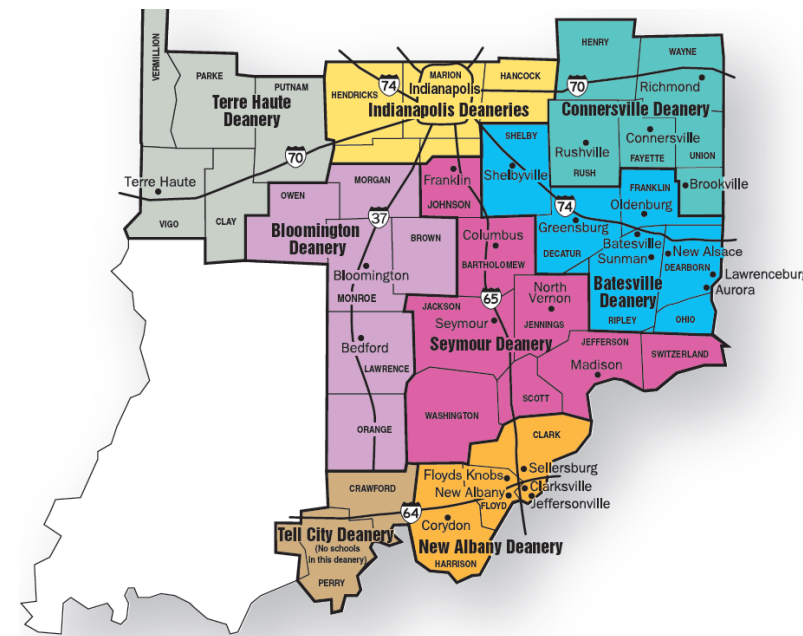 VERMILLION
PARKE
PUTNAM
Terre Haute
Deanery
70
Terre Haute
VIGO
CLAY
HENDRICKS
74
MARION
Indianapolis
HANCOCK
Indianapolis Deaneries
HENRY
WAYNE
70
Richmond
Connersville Deanery
Connersville
Rushville
RUSH
FAYETTE
UNION
Brookville
SHELBY
Shelbyville
74
FRANKLIN
Oldenburg
Greensburg
DECATUR
Batesville
Sunman
New Alsace
DEARBORN
Lawrenceburg
Aurora
Batesville
Deanery
RIPLEY
OHIO
MORGAN
OWEN
37
Bloomington
Deanery
BROWN
Bloomington
MONROE
Bedford
LAWRENCE
ORANGE
Franklin
JOHNSON
Columbus
BARTHOLOMEW
65
North
Vernon
JACKSON
Seymour
JENNINGS
Seymour Deanery
JEFFERSON
SWITZERLAND
Madison
SCOTT
WASHINGTON
CLARK
Sellersburg
Floyds Knobs
Clarksville
New Albany
FLOYD
Jeffersonville
Corydon
New Albany Deanery
HARRISON
CRAWFORD
64
Tell City Deanery
(No schools
in this deanery)
PERRY